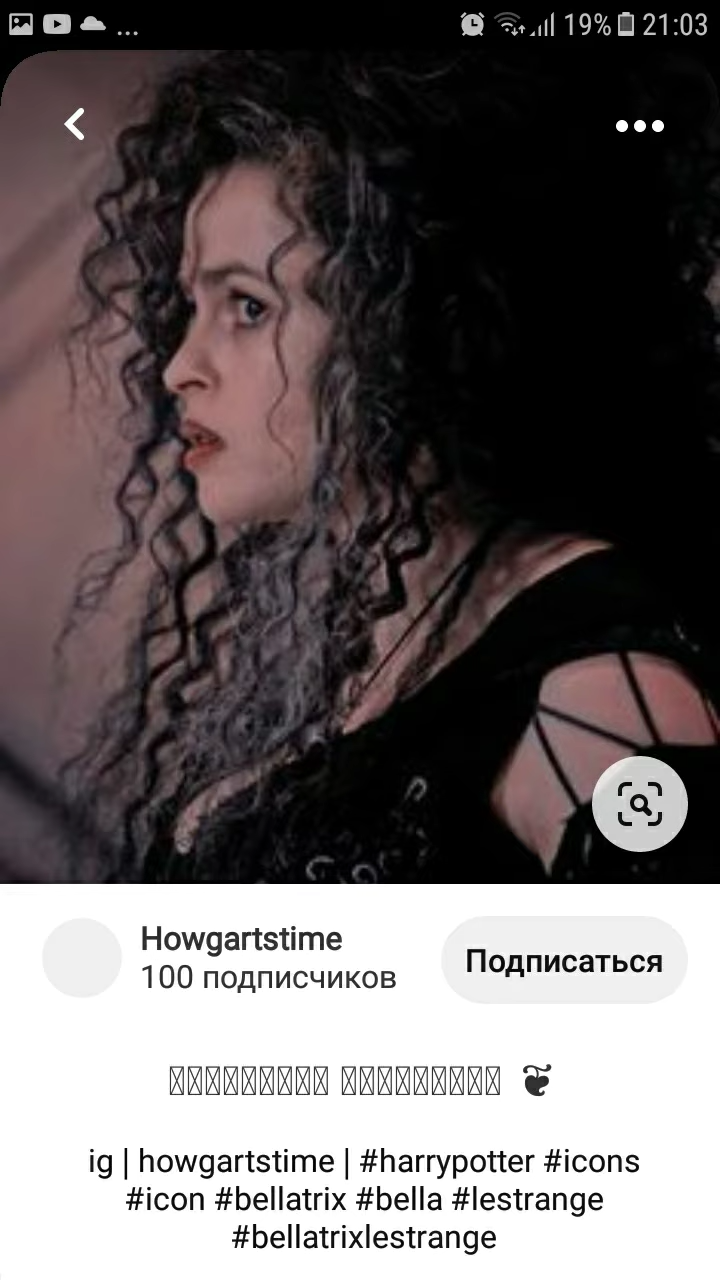 19% 21:03
Howgartstime
100 подписчиков
Подписаться
❦
ig | howgartstime | #harrypotter #icons
#icon #bellatrix #bella #lestrange
#bellatrixlestrange